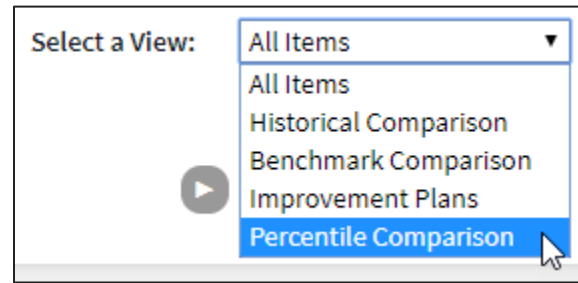 Select a View: All Items
All Items
Historical Comparison
Benchmark Comparison
Improvement Plans
Percentile Comparison